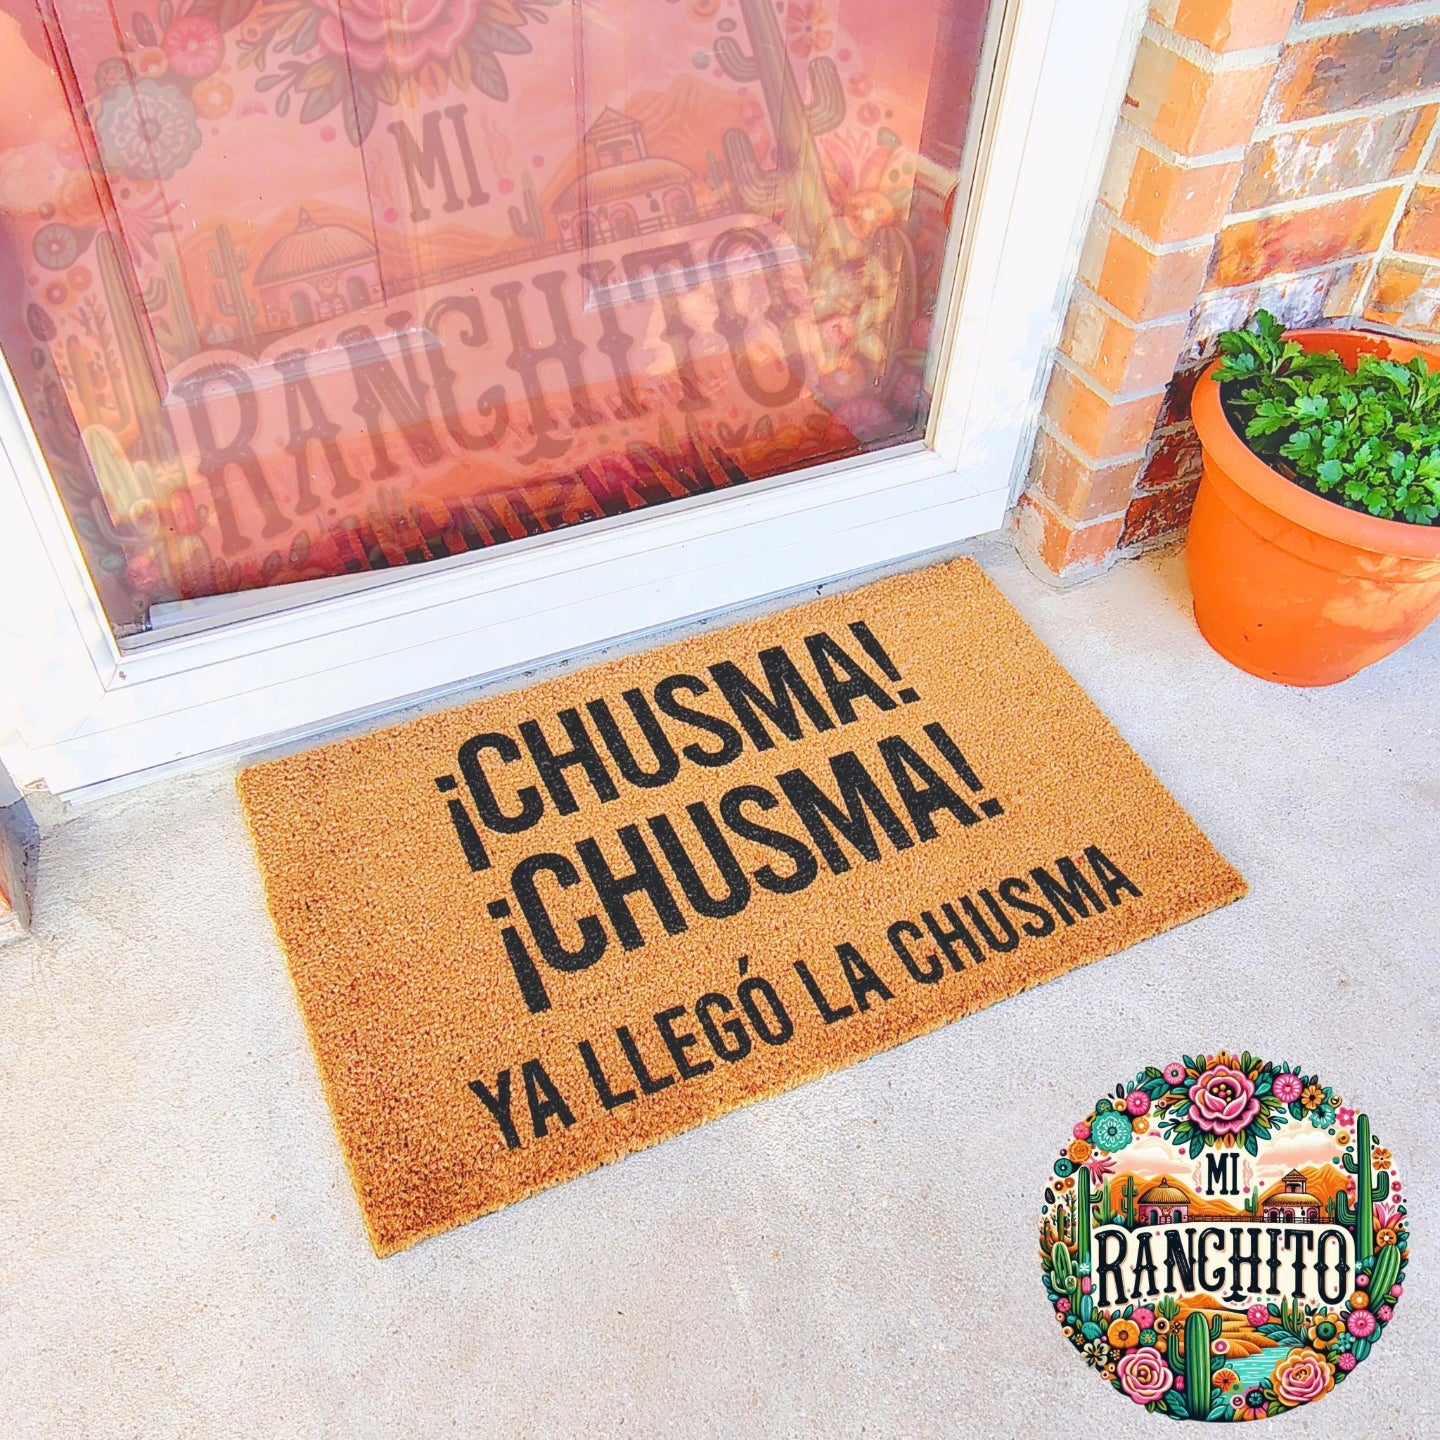 MI
RANCHITO
¡CHUSMA!
¡CHUSMA!
YA LLEGÓ LA CHUSMA
MI
RANCHITO